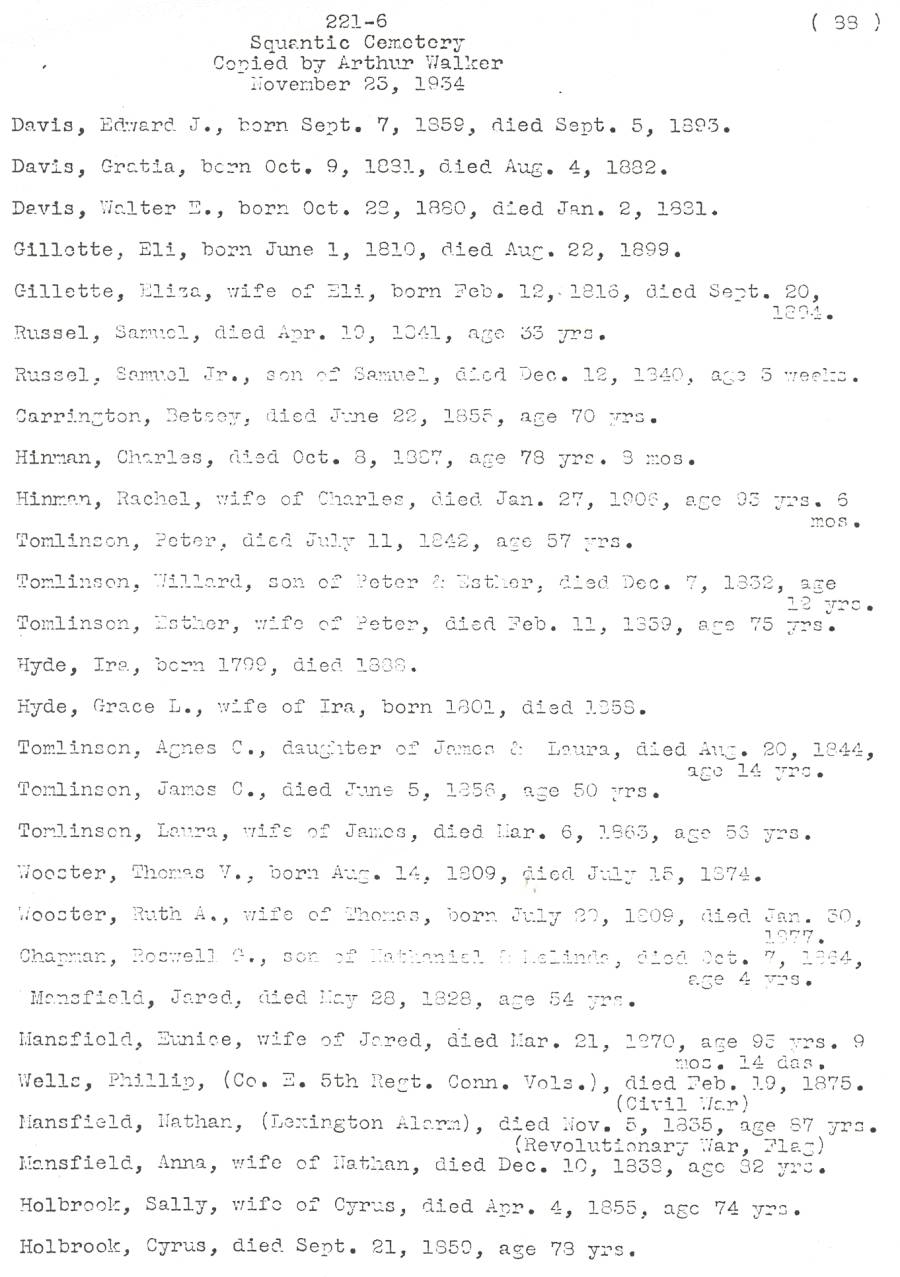 221-6
( 38 )
Squantic Cemetery
Copied by Arthur Walker
November 23, 1934
Davis, Edward J., born Sept. 7, 1859, died Sept. 5, 1893.
Davis, Gratia, born Oct. 9, 1881, died Aug. 4, 1882.
Davis, Walter E., born Oct. 22, 1880, died Jan. 2, 1881.
Gillette, Eli, born June 1, 1810, died Aug. 22, 1899.
Gillette, Eliza, wife of Eli, born Feb. 12, 1816, died Sept. 20,
1894.
Russel, Samuel, died Apr. 19, 1841, age 33 yrs.
Russel, Samuel Jr., son of Samuel, died Dec. 12, 1840, age 5 weeks.
Carrington, Betsey, died June 22, 1855, age 70 yrs.
Hinman, Charles, died Oct. 8, 1887, age 78 yrs. 8 mos.
Hinman, Rachel, wife of Charles, died Jan. 27, 1906, age 93 yrs. 6
mos.
Tomlinson, Peter, died July 11, 1842, age 57 yrs.
Tomlinson, Willard, son of Peter & Esther, died Dec. 7, 1832, age
12 yrs.
Tomlinson, Esther, wife of Peter, died Feb. 11, 1859, age 75 yrs.
Hyde, Ira, born 1799, died 1888.
Hyde, Grace L., wife of Ira, born 1801, died 1858.
Tomlinson, Agnes C., daughter of James & Laura, died Aug. 20, 1844,
age 14 yrs.
Tomlinson, James C., died June 5, 1856, age 50 yrs.
Tomlinson, Laura, wife of James, died Mar. 6, 1863, age 56 yrs.
Wooster, Thomas V., born Aug. 14, 1809, died July 15, 1874.
Wooster, Ruth A., wife of Thomas, born July 29, 1809, died Jan. 30,
1877.
Chapman, Roswell G., son of Nathaniel & Malinda, died Oct. 7, 1864,
age 4 yrs.
Mansfield, Jared, died May 28, 1828, age 54 yrs.
Mansfield, Eunice, wife of Jared, died Mar. 21, 1870, age 95 yrs. 9
mos. 14 das.
Wells, Phillip, (Co. E. 5th Regt. Conn. Vols.), died Feb. 19, 1875.
(Civil War)
Mansfield, Nathan, (Lexington Alarm), died Nov. 5, 1835, age 87 yrs.
(Revolutionary War, Flag)
Mansfield, Anna, wife of Nathan, died Dec. 10, 1838, age 82 yrs.
Holbrook, Sally, wife of Cyrus, died Apr. 4, 1855, age 74 yrs.
Holbrook, Cyrus, died Sept. 21, 1850, age 73 yrs.